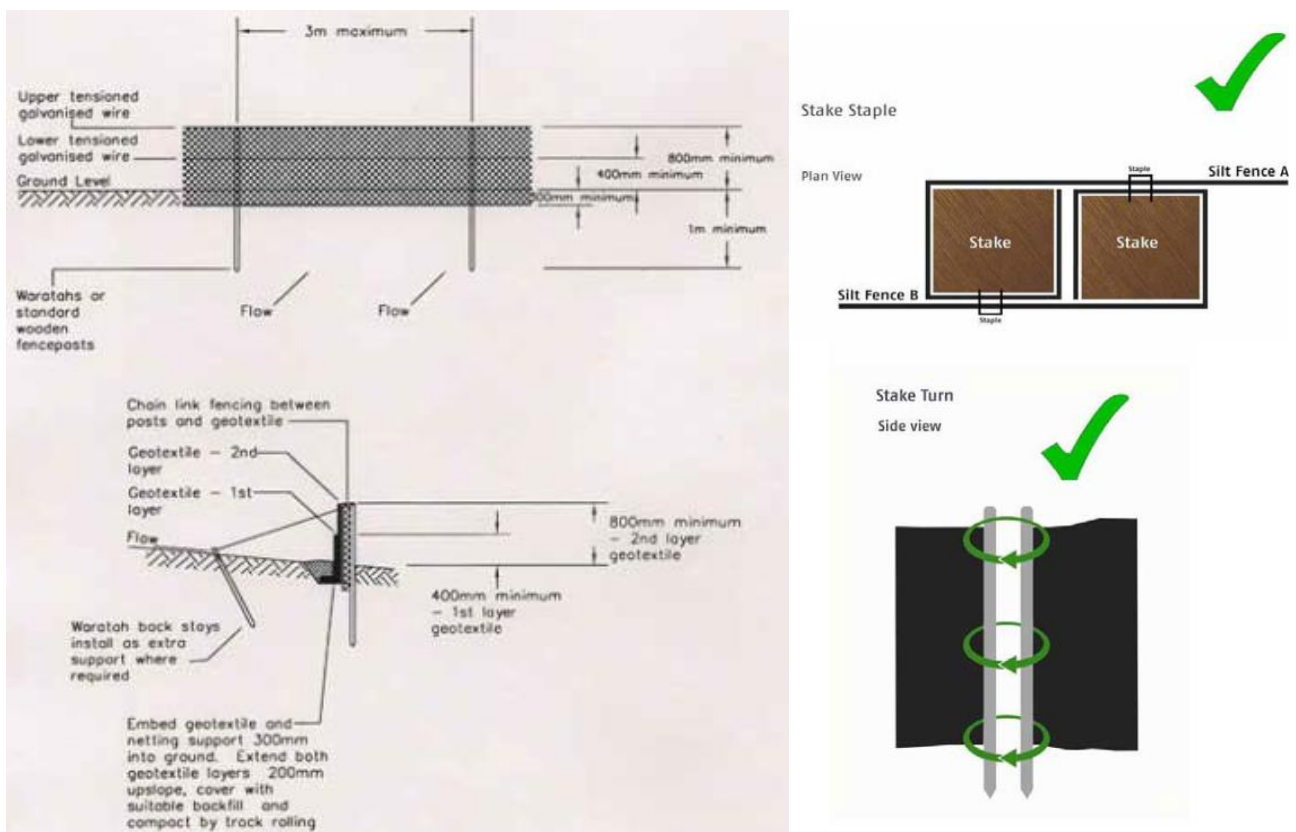 3m maximum
Upper tensioned
galvanised wire
Lower tensioned
galvanised wire
Ground Level
800mm minimum
400mm minimum
00mm minimum
1m minimum
Waratahs or
standard
wooden
fenceposts
Flow
Flow
Chain link fencing between
posts and geotextile
Geotextile - 2nd
layer
Geotextile - 1st
layer
Flow
800mm minimum
- 2nd layer
geotextile
400mm minimum
- 1st layer
geotextile
Waratah back stays
install as extra
support where
required
Embed geotextile and
netting support 300mm
into ground. Extend both
geotextile layers 200mm
upslope, cover with
suitable backfill and
compact by track rolling
Stake Staple
Plan View
Staple
Silt Fence A
Stake
Stake
Silt Fence B
Staple
Stake Turn
Side view